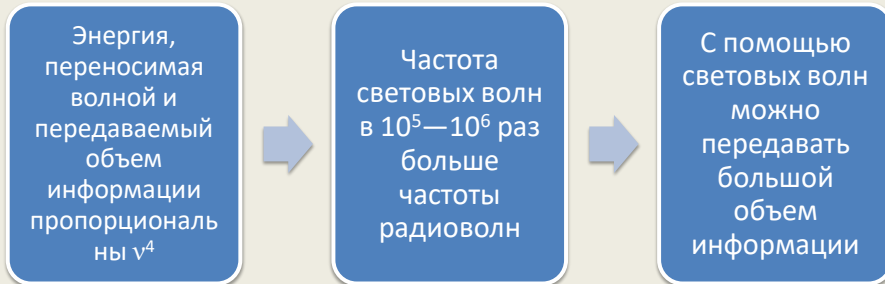 Энергия,
переносимая
волной и
передаваемый
объем
информации
пропорциональ
ны ν⁴
Частота
световых волн
в 10⁵—10⁶ раз
больше
частоты
радиоволн
С помощью
световых волн
можно
передавать
большой
объем
информации